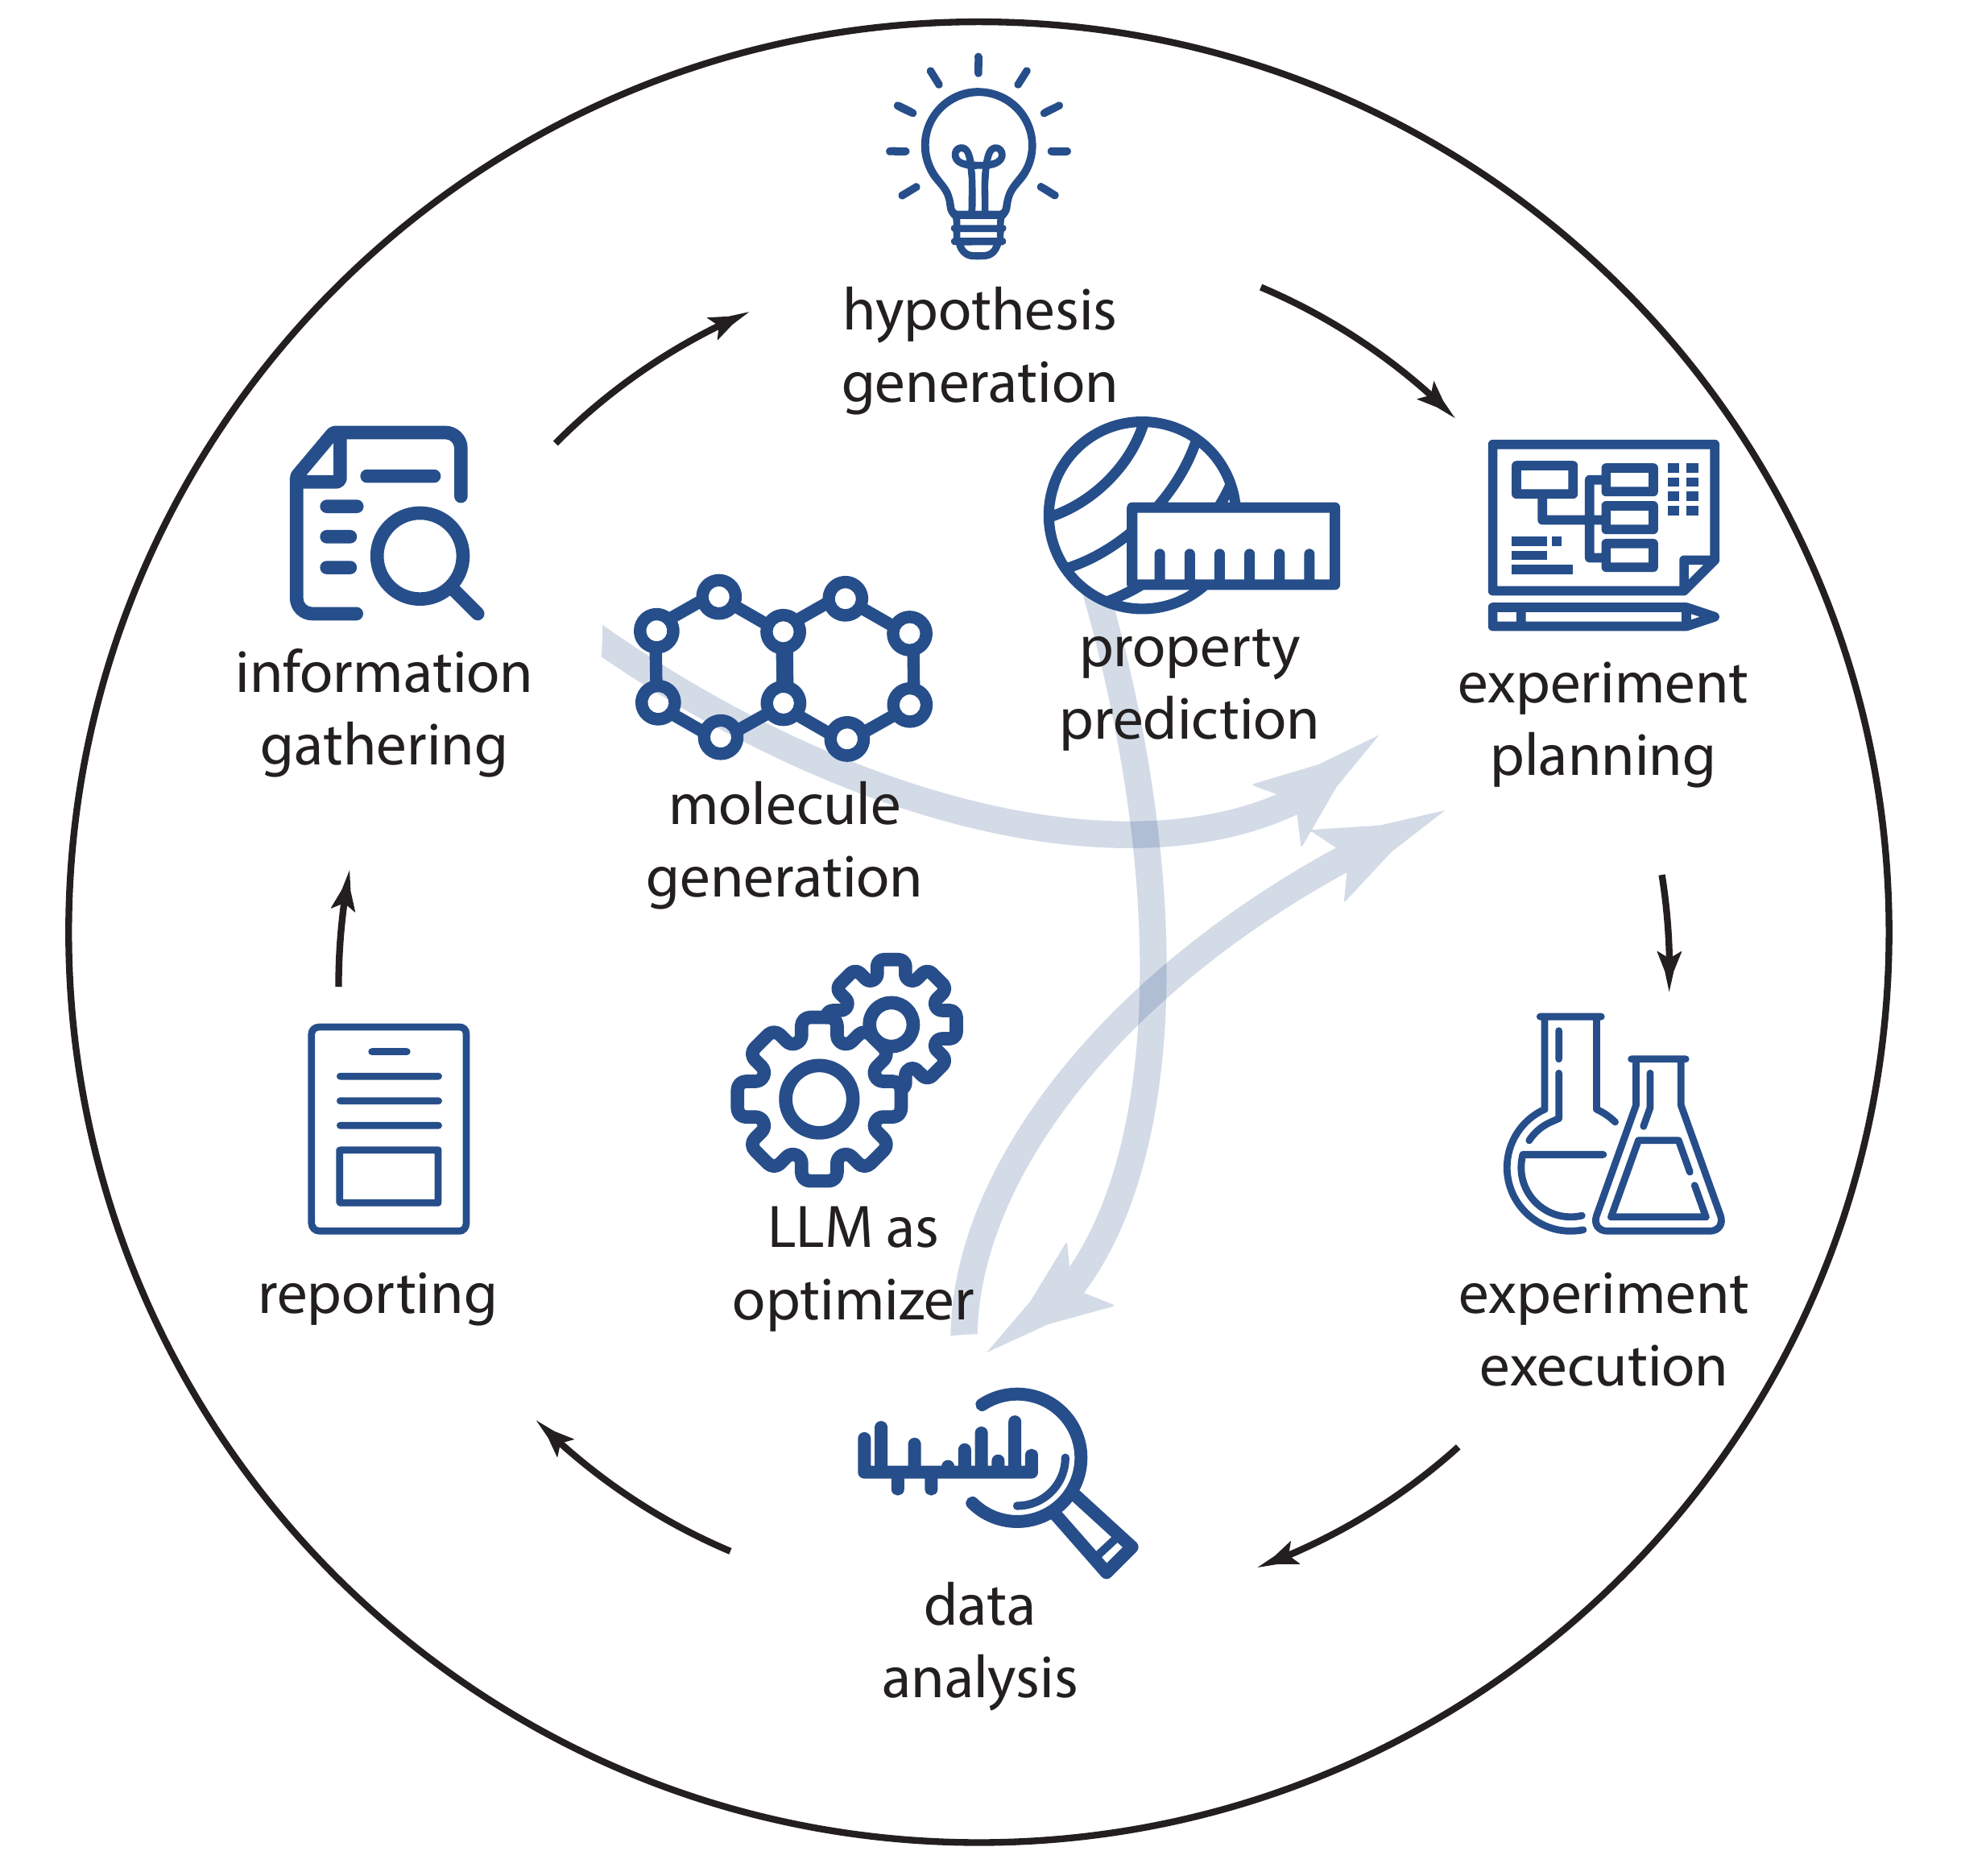 hypothesis
generation
information
gathering
property
prediction
experiment
planning
molecule
generation
LLM as
optimizer
reporting
experiment
execution
data
analysis